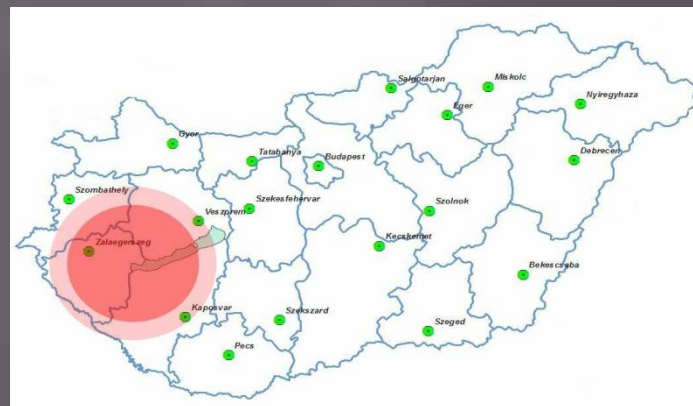 Salgotarjan
Miskolc
Eger
Nyiregyhaza
Gyor
Tatabanya
Budapest
Debrecen
Szombathely
Veszprem
Szekesfehervar
Szolnok
Zalaegerszeg
Kecskemet
Bekescsaba
Kaposvar
Szekszard
Szeged
Pecs